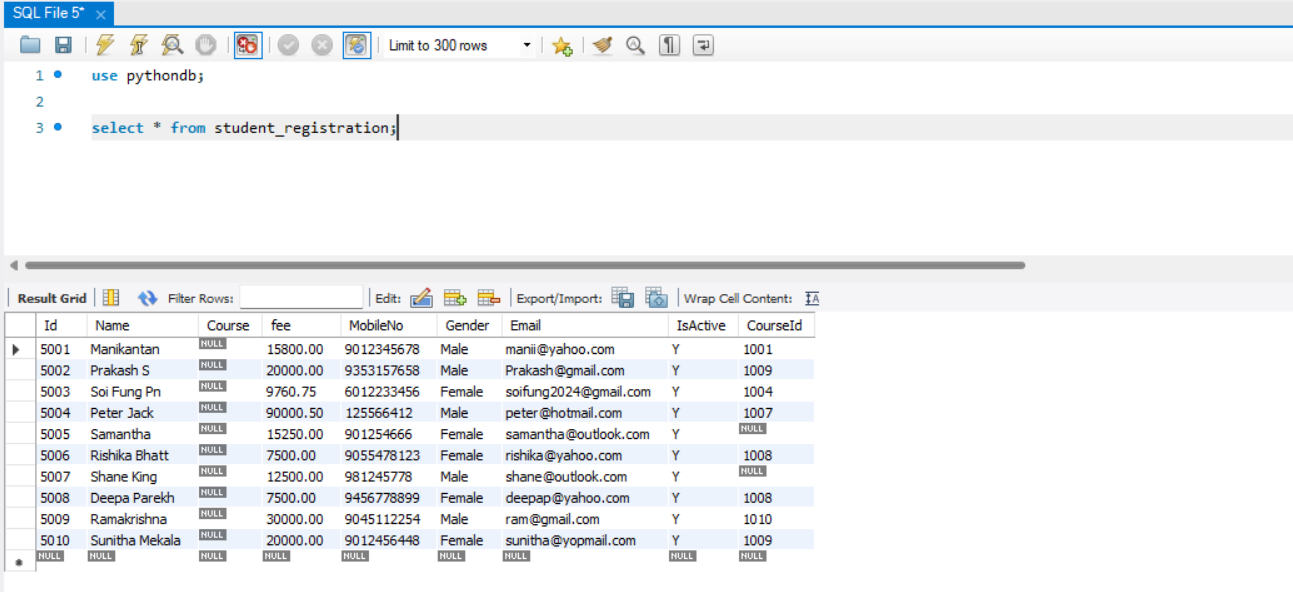 SQL File 5*
Limit to 300 rows
1 use pythondb;
2
3 select * from student_registration;
Result Grid Filter Rows: Edit: Export/Import: Wrap Cell Content: IA
Id Name Course fee MobileNo Gender Email IsActive CourseId
5001 Manikantan NULL 15800.00 9012345678 Male manii@yahoo.com Y 1001
5002 Prakash S NULL 20000.00 9353157658 Male Prakash@gmail.com Y 1009
5003 Soi Fung Pn NULL 9760.75 6012233456 Female soifung2024@gmail.com Y 1004
5004 Peter Jack NULL 90000.50 125566412 Male peter@hotmail.com Y 1007
5005 Samantha NULL 15250.00 901254666 Female samantha@outlook.com Y NULL
5006 Rishika Bhatt NULL 7500.00 9055478123 Female rishika@yahoo.com Y 1008
5007 Shane King NULL 12500.00 981245778 Male shane@outlook.com Y NULL
5008 Deepa Parekh NULL 7500.00 9456778899 Female deepap@yahoo.com Y 1008
5009 Ramakrishna NULL 30000.00 9045112254 Male ram@gmail.com Y 1010
5010 Sunitha Mekala NULL 20000.00 9012456448 Female sunitha@yopmail.com Y 1009
NULL NULL NULL NULL NULL NULL NULL NULL NULL